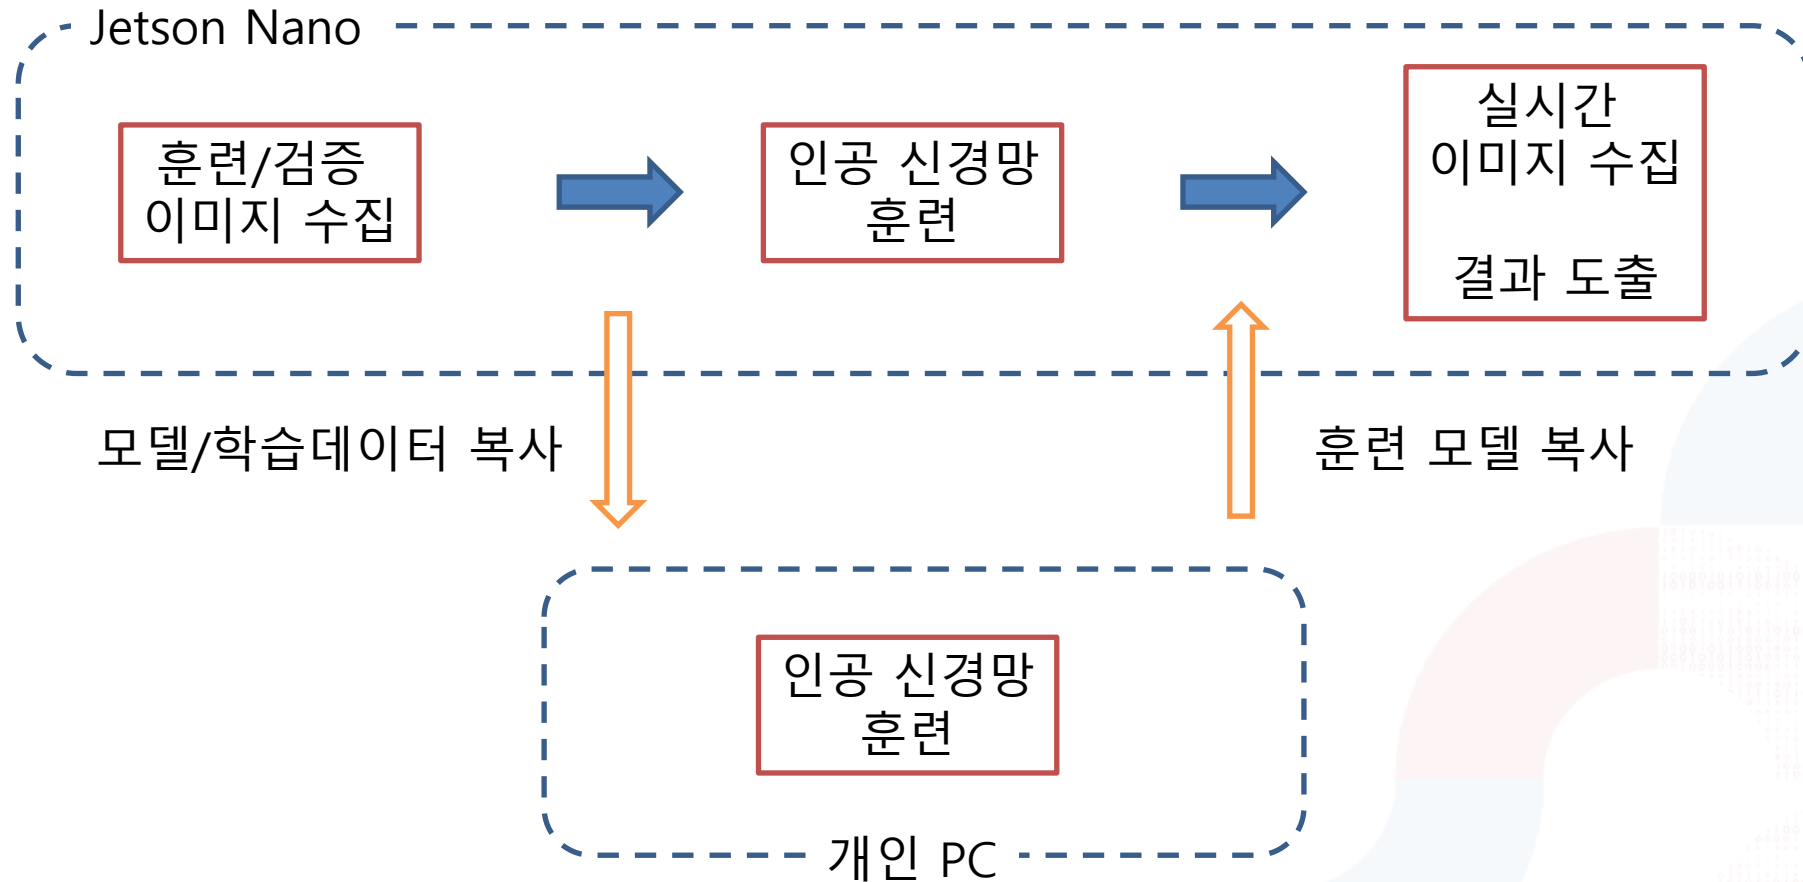 Jetson Nano
훈련/검증
이미지 수집
인공 신경망
훈련
실시간
이미지 수집
결과 도출
모델/학습데이터 복사
훈련 모델 복사
인공 신경망
훈련
개인 PC